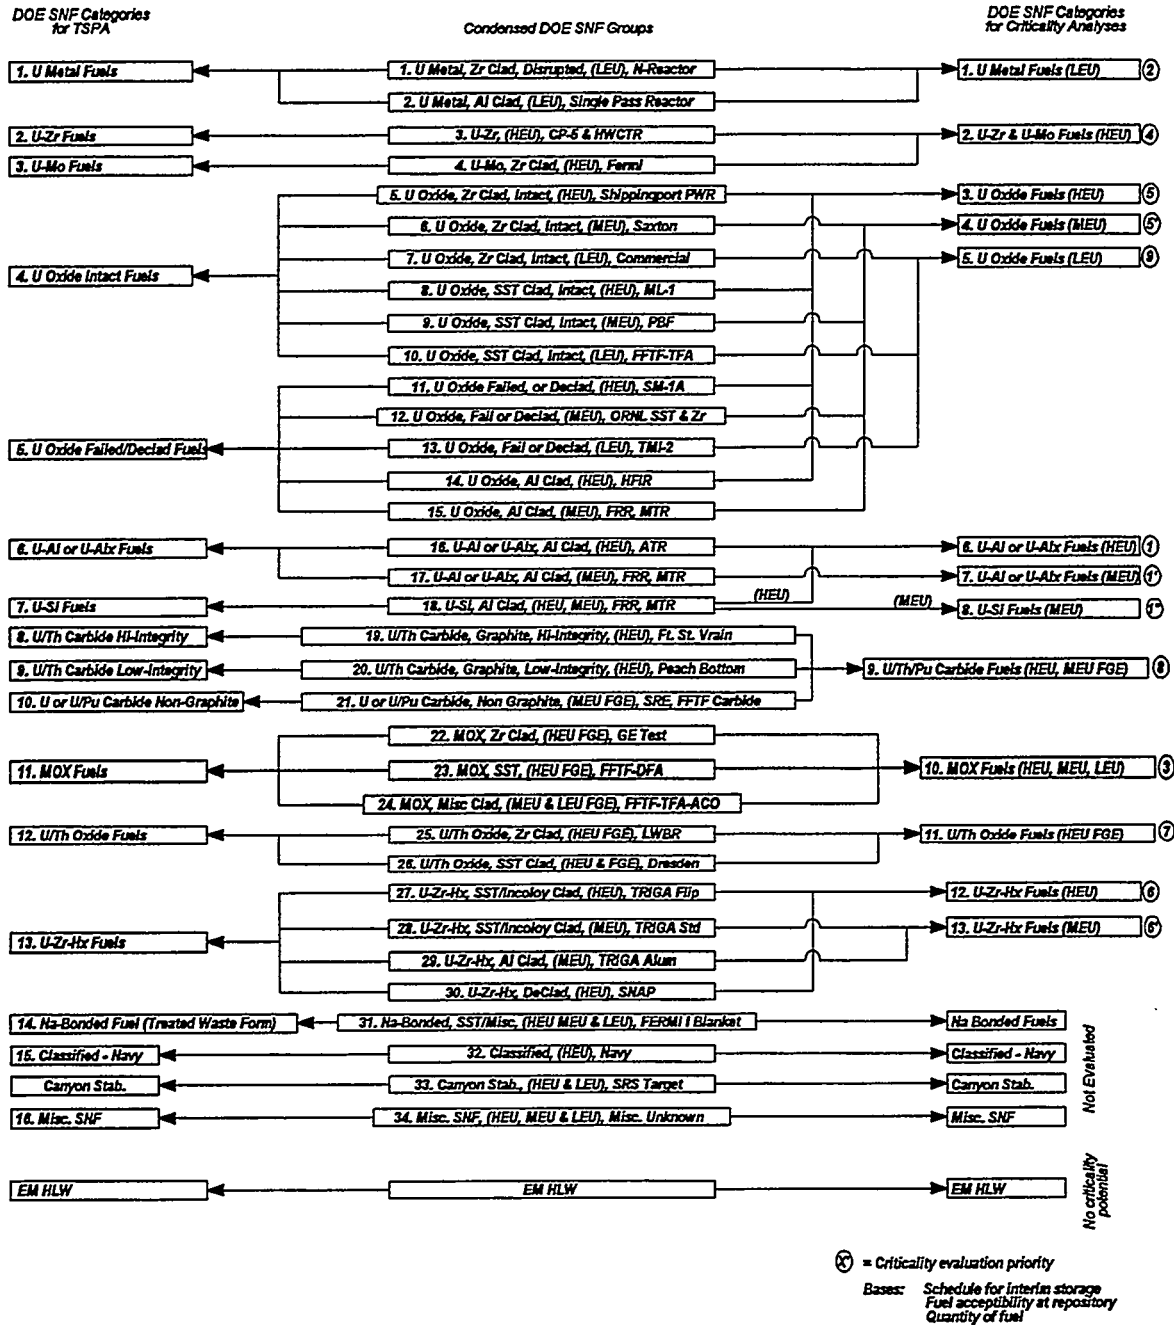 DOE SNF Categories
for TSPA
Condensed DOE SNF Groups
DOE SNF Categories
for Criticality Analyses
1. U Metal Fuels
1. U Metal, Zr Clad, Disrupted, (LEU), N-Reactor
1. U Metal Fuels (LEU) 2
2. U Metal, Al Clad, (LEU), Single Pass Reactor
2. U-Zr Fuels
3. U-Zr, (HEU), CP-5 & HWCTR
2. U-Zr & U-Mo Fuels (HEU) 4
3. U-Mo Fuels
4. U-Mo, Zr Clad, (HEU), Fermi
5. U Oxide, Zr Clad, Intact, (HEU), Shippingport PWR
3. U Oxide Fuels (HEU) 5
6. U Oxide, Zr Clad, Intact, (MEU), Saxton
4. U Oxide Fuels (MEU) 5'
7. U Oxide, Zr Clad, Intact, (LEU), Commercial
5. U Oxide Fuels (LEU) 9
4. U Oxide Intact Fuels
8. U Oxide, SST Clad, Intact, (HEU), ML-1
9. U Oxide, SST Clad, Intact, (MEU), PBF
10. U Oxide, SST Clad, Intact, (LEU), FFTF-TFA
11. U Oxide Failed, or Declad, (HEU), SM-1A
12. U Oxide, Fail or Declad, (MEU), ORNL SST & Zr
5. U Oxide Failed/Declad Fuels
13. U Oxide, Fail or Declad, (LEU), TMI-2
14. U Oxide, Al Clad, (HEU), HFIR
15. U Oxide, Al Clad, (MEU), FRR, MTR
6. U-Al or U-Alx Fuels
16. U-Al or U-Alx, Al Clad, (HEU), ATR
6. U-Al or U-Alx Fuels (HEU) 1
17. U-Al or U-Alx, Al Clad, (MEU), FRR, MTR
7. U-Al or U-Alx Fuels (MEU) 1'
7. U-Si Fuels
18. U-Si, Al Clad, (HEU, MEU), FRR, MTR
(HEU)
(MEU)
8. U-Si Fuels (MEU) 1"
8. U/Th Carbide Hi-Integrity
19. U/Th Carbide, Graphite, Hi-Integrity, (HEU), Ft. St. Vrain
9. U/Th Carbide Low-Integrity
20. U/Th Carbide, Graphite, Low-Integrity, (HEU), Peach Bottom
9. U/Th/Pu Carbide Fuels (HEU, MEU FGE) 8
10. U or U/Pu Carbide Non-Graphite
21. U or U/Pu Carbide, Non Graphite, (MEU FGE), SRE, FFTF Carbide
22. MOX, Zr Clad, (HEU FGE), GE Test
11. MOX Fuels
23. MOX, SST, (HEU FGE), FFTF-DFA
10. MOX Fuels (HEU, MEU, LEU) 3
24. MOX, Misc Clad, (MEU & LEU FGE), FFTF-TFA-ACO
12. U/Th Oxide Fuels
25. U/Th Oxide, Zr Clad, (HEU FGE), LWBR
11. U/Th Oxide Fuels (HEU FGE) 7
26. U/Th Oxide, SST Clad, (HEU & FGE), Dresden
27. U-Zr-Hx, SST/Incoloy Clad, (HEU), TRIGA Flip
12. U-Zr-Hx Fuels (HEU) 6
28. U-Zr-Hx, SST/Incoloy Clad, (MEU), TRIGA Std
13. U-Zr-Hx Fuels (MEU) 6'
13. U-Zr-Hx Fuels
29. U-Zr-Hx, Al Clad, (MEU), TRIGA Alum
30. U-Zr-Hx, DeClad, (HEU), SNAP
14. Na-Bonded Fuel (Treated Waste Form)
31. Na-Bonded, SST/Misc, (HEU MEU & LEU), FERMI I Blanket
Na Bonded Fuels
15. Classified - Navy
32. Classified, (HEU), Navy
Classified - Navy
Canyon Stab.
33. Canyon Stab., (HEU & LEU), SRS Target
Canyon Stab.
16. Misc. SNF
34. Misc. SNF, (HEU, MEU & LEU), Misc. Unknown
Misc. SNF
Not Evaluated
EM HLW
EM HLW
EM HLW
No criticality
potential
X' = Criticality evaluation priority
Bases: Schedule for interim storage
Fuel acceptibility at repository
Quantity of fuel